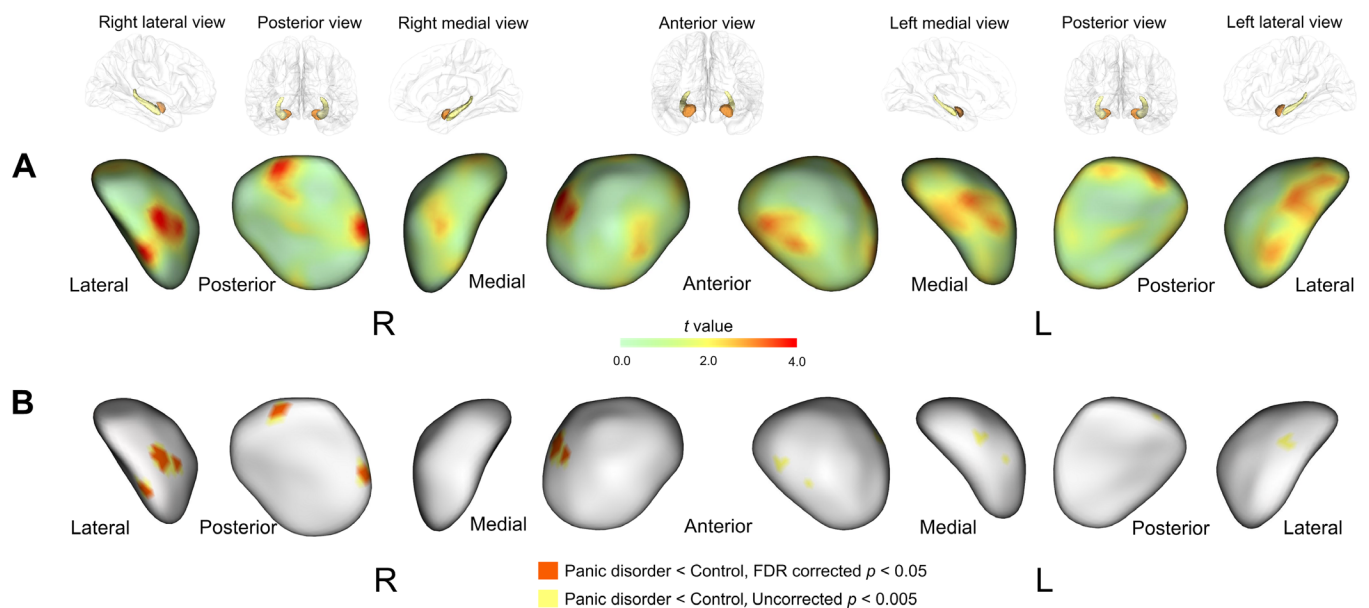 Right lateral view Posterior view Right medial view Anterior view Left medial view Posterior view Left lateral view
A
Lateral Posterior Medial Anterior Medial Posterior Lateral
R L
t value
0.0 2.0 4.0
B
Lateral Posterior Medial Anterior Medial Posterior Lateral
R L
Panic disorder < Control, FDR corrected p < 0.05
Panic disorder < Control, Uncorrected p < 0.005